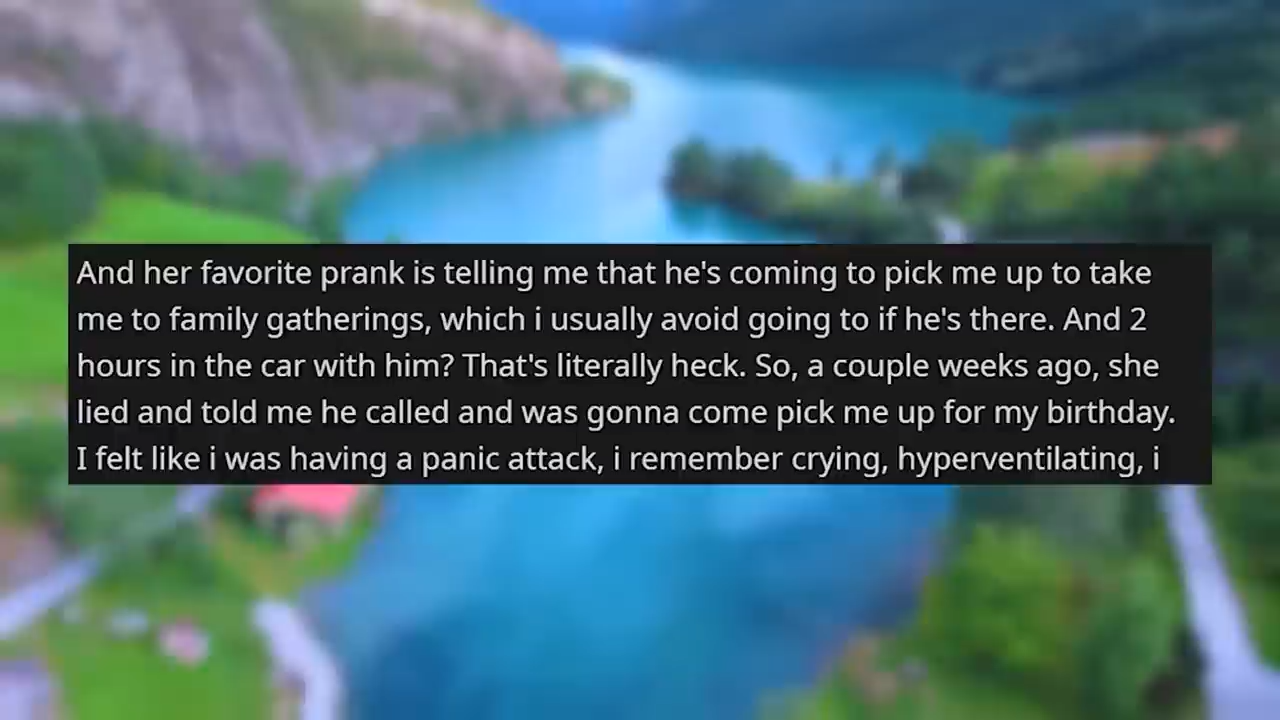 And her favorite prank is telling me that he's coming to pick me up to take
me to family gatherings, which i usually avoid going to if he's there. And 2
hours in the car with him? That's literally heck. So, a couple weeks ago, she
lied and told me he called and was gonna come pick me up for my birthday.
I felt like i was having a panic attack, i remember crying, hyperventilating, i